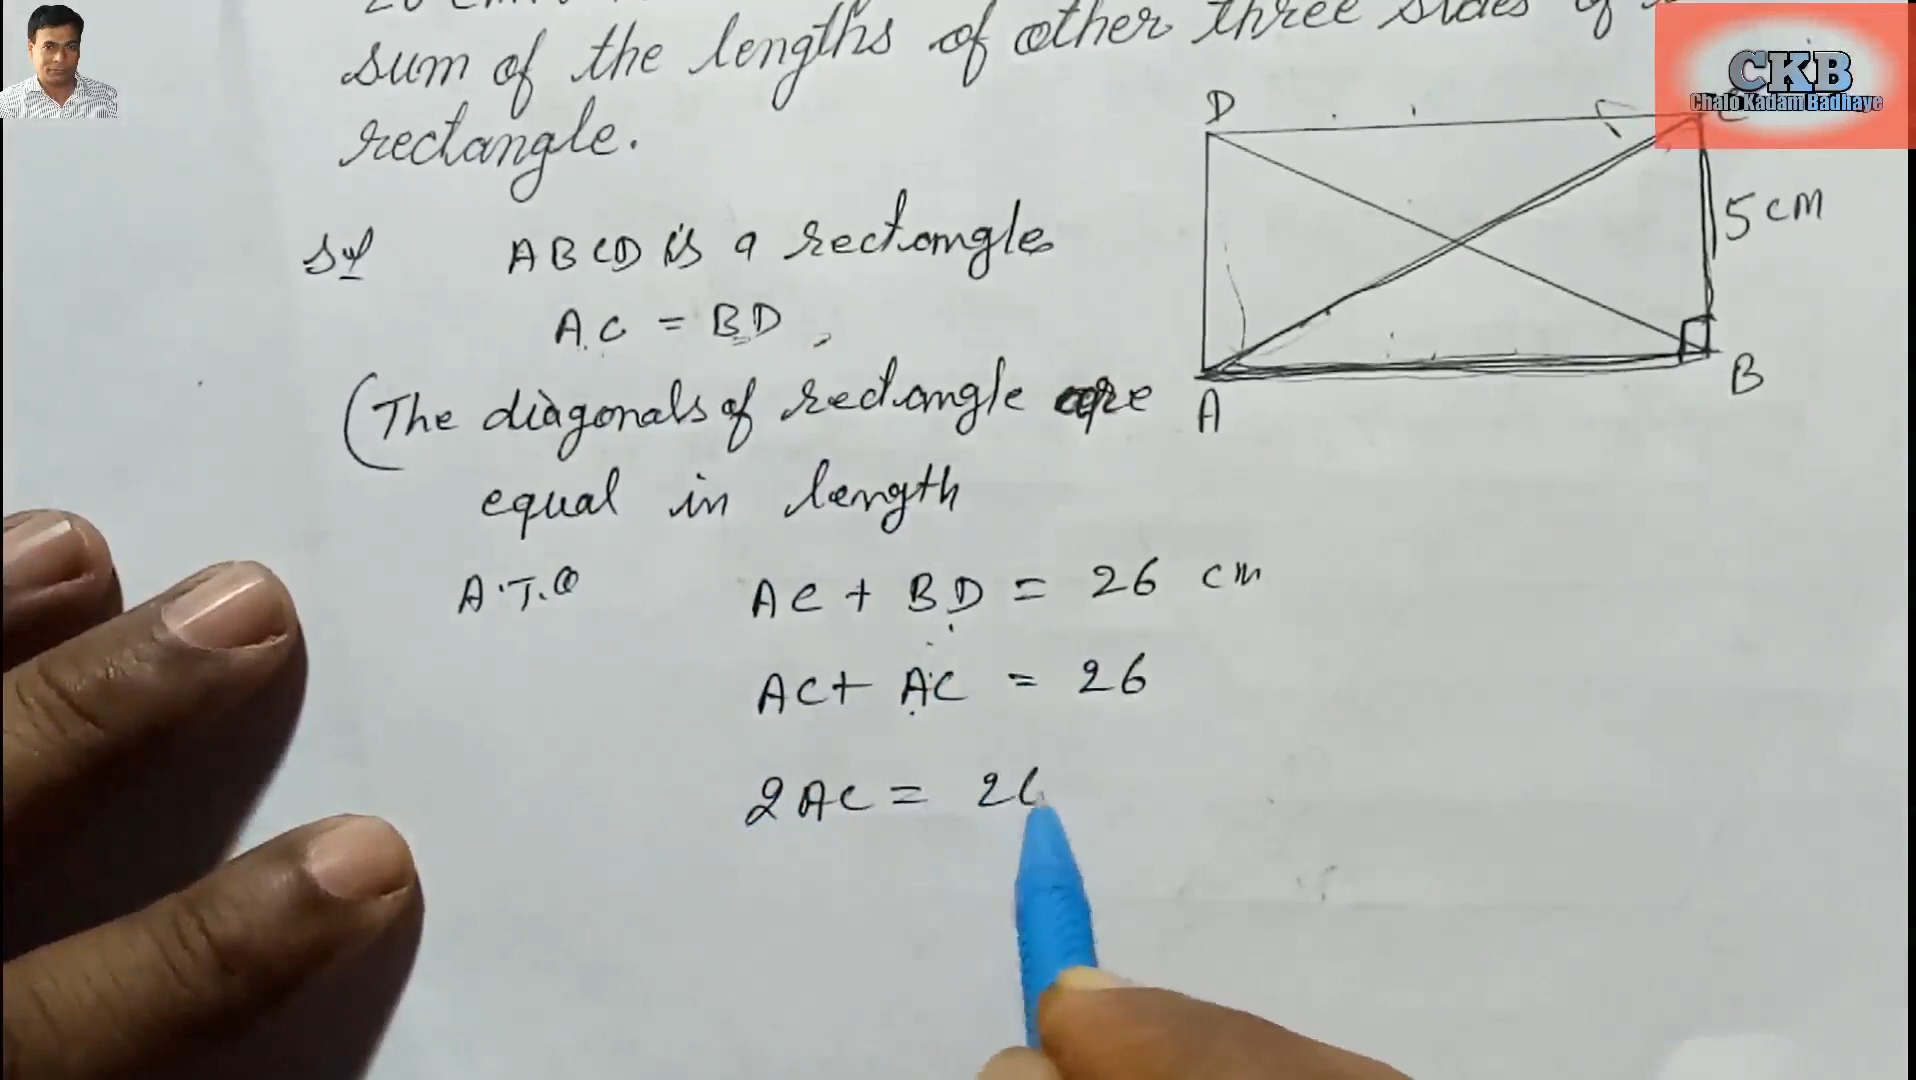 sum of the lengths of other three sides of
rectangle.
Sol ABCD is a rectangle
AC = BD
(The diagonals of rectangle are
equal in length
A.T.Q AC + BD = 26 cm
AC + AC = 26
2AC = 26
D
C
5 cm
B
A
CKB
Chalo Kadam Badhaye